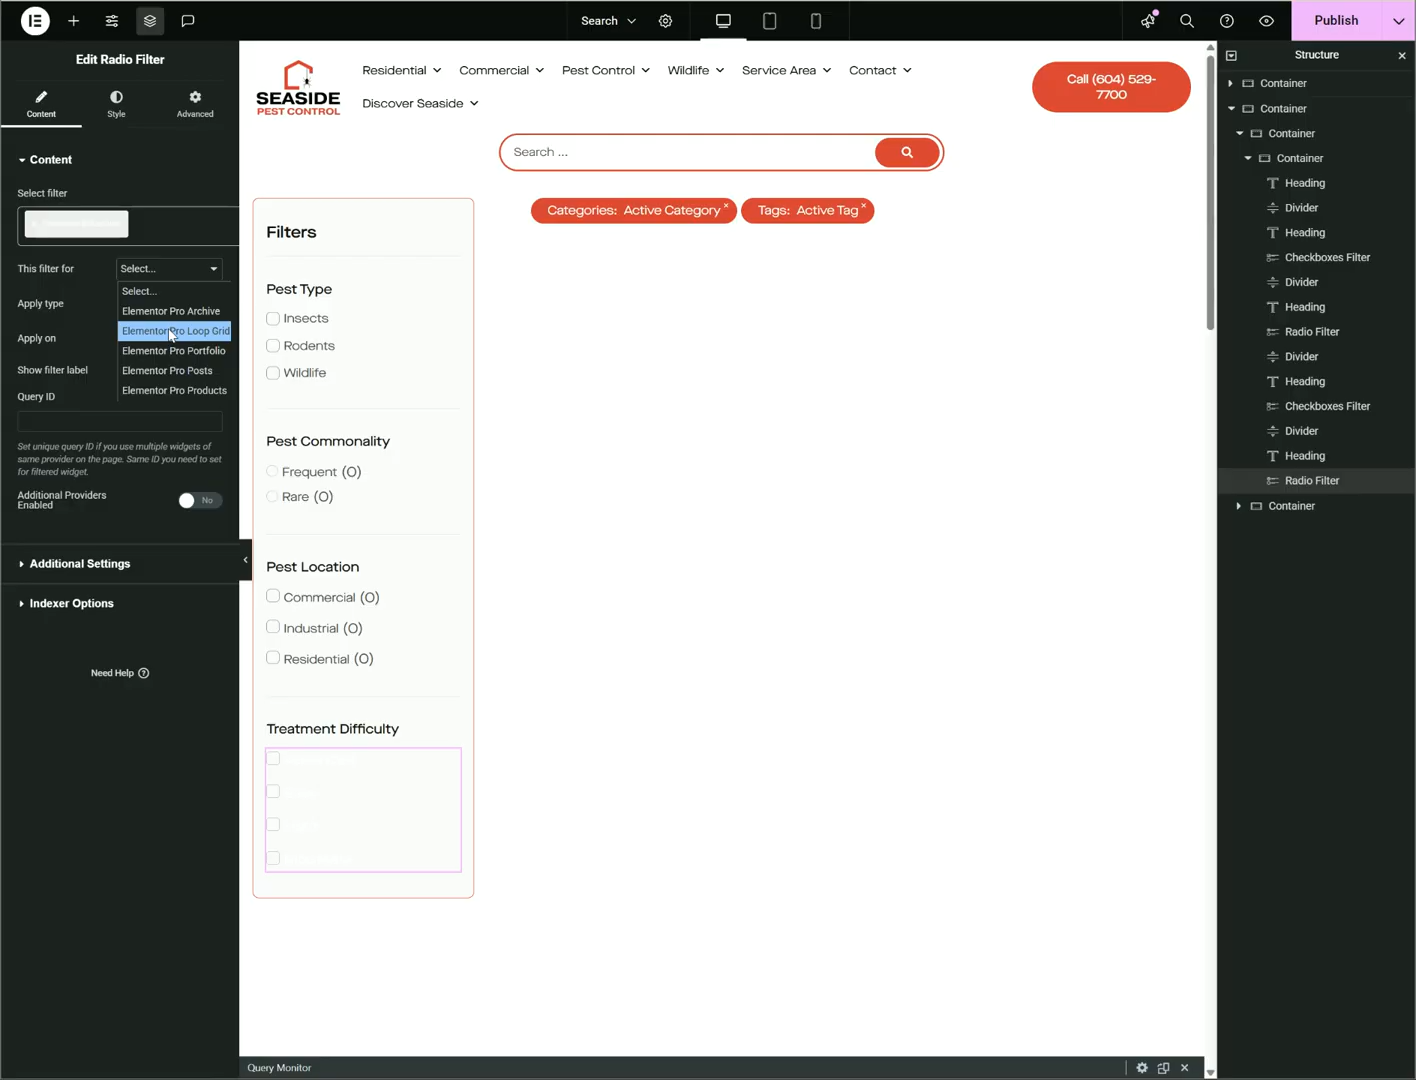 Search
Publish
Edit Radio Filter
Content
Style
Advanced
Content
Select filter
This filter for
Select...
Select...
Elementor Pro Archive
Elementor Pro Loop Grid
Elementor Pro Portfolio
Elementor Pro Posts
Elementor Pro Products
Apply type
Apply on
Show filter label
Query ID
Set unique query ID if you use multiple widgets of
same provider on the page. Same ID you need to set
for filtered widget.
Additional Providers
Enabled
No
Additional Settings
Indexer Options
Need Help
SEASIDE
PEST CONTROL
Residential
Commercial
Pest Control
Wildlife
Service Area
Contact
Discover Seaside
Call (604) 529-
7700
Search ...
Categories: Active Category ×
Tags: Active Tag ×
Filters
Pest Type
Insects
Rodents
Wildlife
Pest Commonality
Frequent (0)
Rare (0)
Pest Location
Commercial (0)
Industrial (0)
Residential (0)
Treatment Difficulty
Query Monitor
Structure
Container
Container
Container
Container
Heading
Divider
Heading
Checkboxes Filter
Divider
Heading
Radio Filter
Divider
Heading
Checkboxes Filter
Divider
Heading
Radio Filter
Container